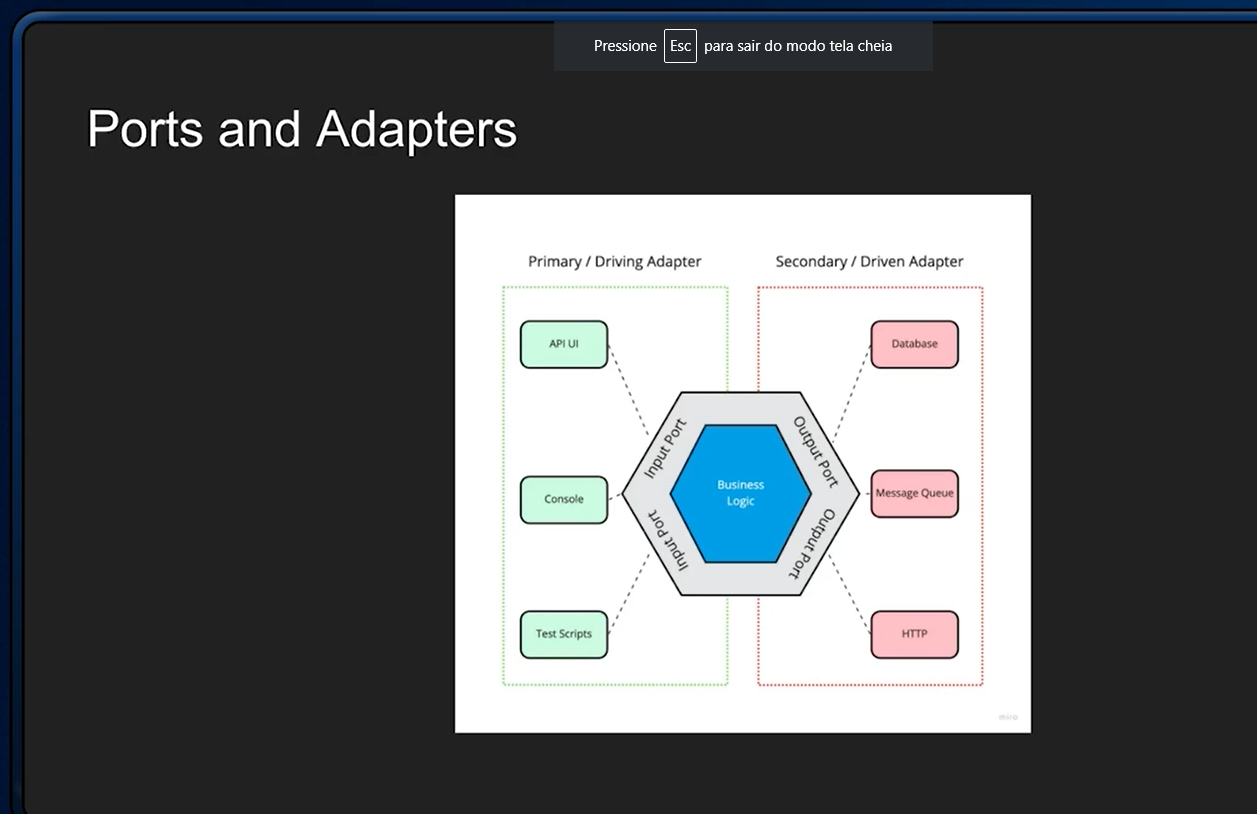 Pressione Esc para sair do modo tela cheia
Ports and Adapters
Primary / Driving Adapter
Secondary / Driven Adapter
API UI
Database
Input Port
Output Port
Business
Logic
Console
Message Queue
Input Port
Output Port
Test Scripts
HTTP
miro